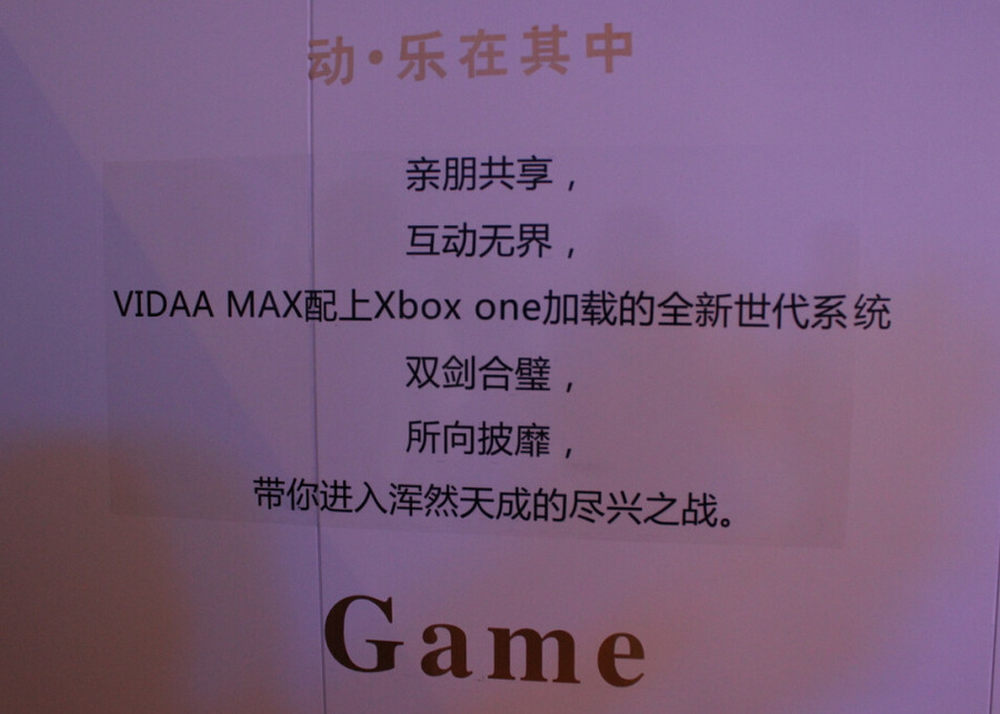 动·乐在其中
亲朋共享，
互动无界，
VIDAA MAX配上Xbox one加载的全新世代系统
双剑合璧，
所向披靡，
带你进入浑然天成的尽兴之战。
Game